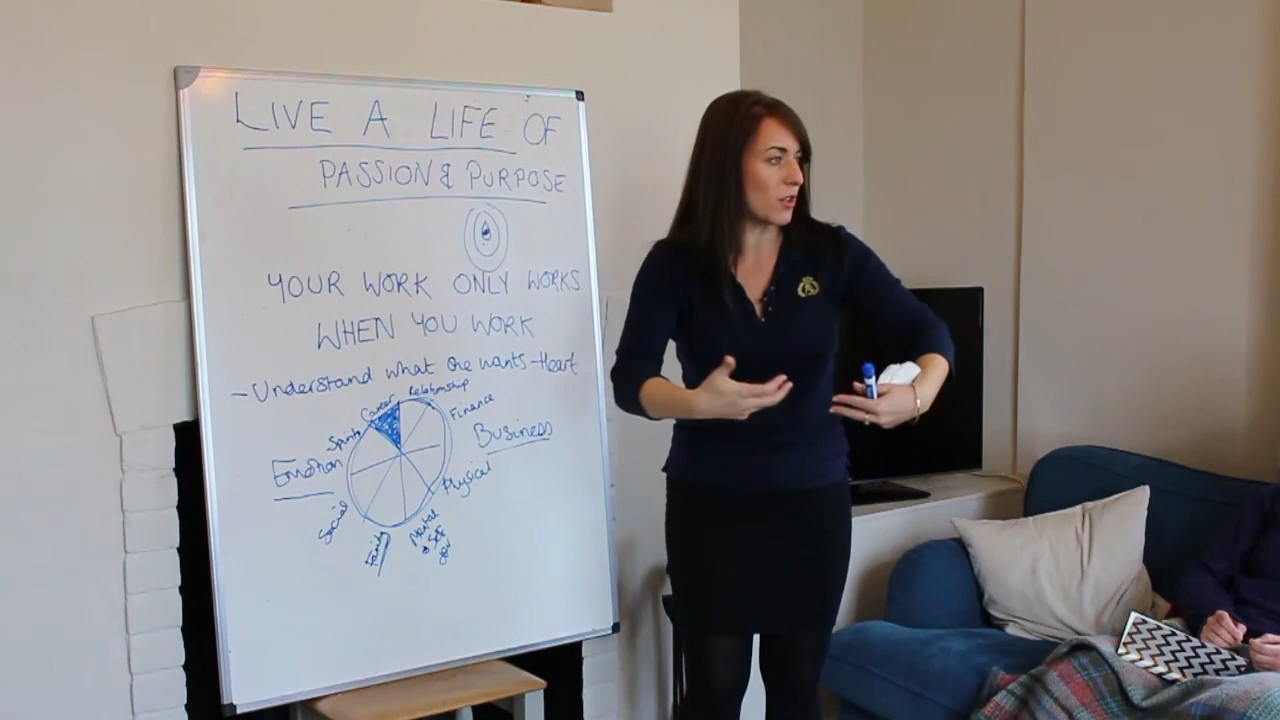 LIVE A LIFE OF
PASSION & PURPOSE
YOUR WORK ONLY WORKS
WHEN YOU WORK
- Understand what one wants - Heart
Relationship
Career
Finance
Spirit
Business
Emotion
Physical
Social
Mental
Family